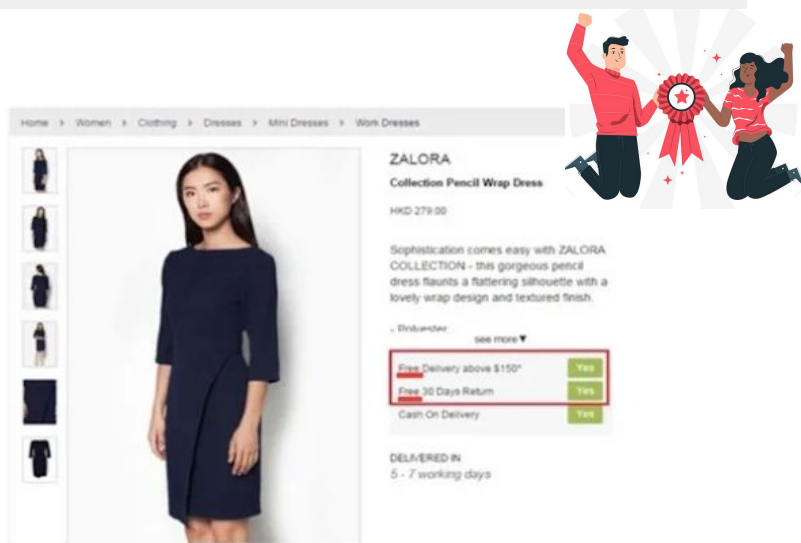 Home > Women > Clothing > Dresses > Mini Dresses > Work Dresses
ZALORA
Collection Pencil Wrap Dress
HKD 279.00
Sophistication comes easy with ZALORA
COLLECTION - this gorgeous pencil
dress flaunts a flattering silhouette with a
lovely wrap design and textured finish.
- Polyester
see more ▼
Free Delivery above $150* Yes
Free 30 Days Return Yes
Cash On Delivery Yes
DELIVERED IN
5 - 7 working days